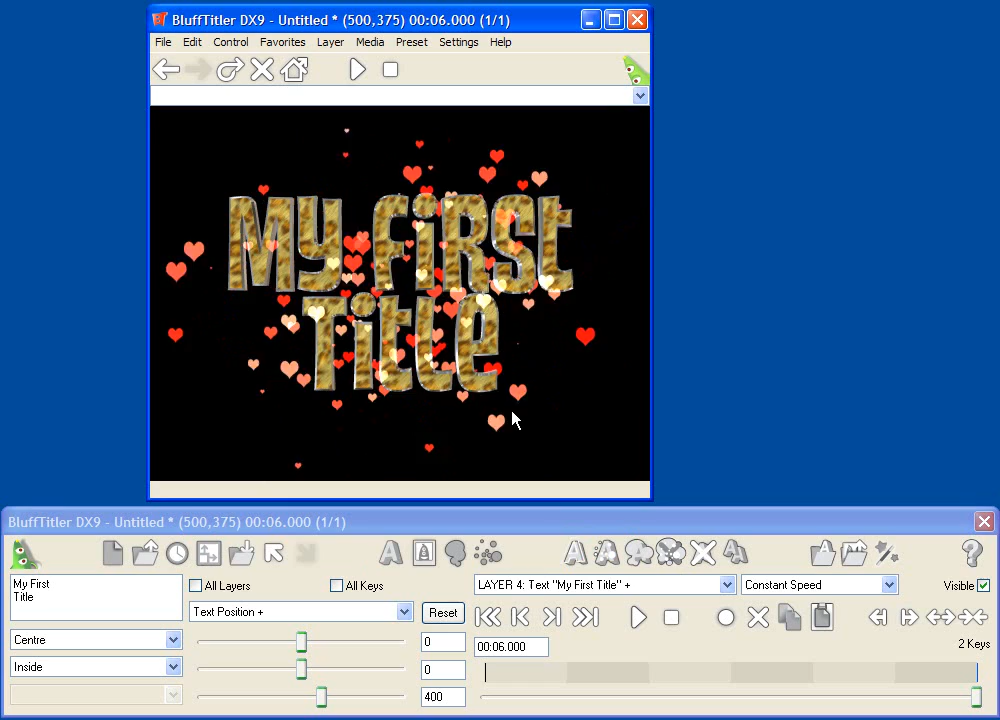 BluffTitler DX9 - Untitled * (500,375) 00:06.000 (1/1)
File Edit Control Favorites Layer Media Preset Settings Help
My First
Title
BluffTitler DX9 - Untitled * (500,375) 00:06.000 (1/1)
My First
Title
All Layers
All Keys
LAYER 4: Text "My First Title" +
Constant Speed
Visible
Text Position +
Reset
Centre
0
00:06.000
2 Keys
Inside
0
400